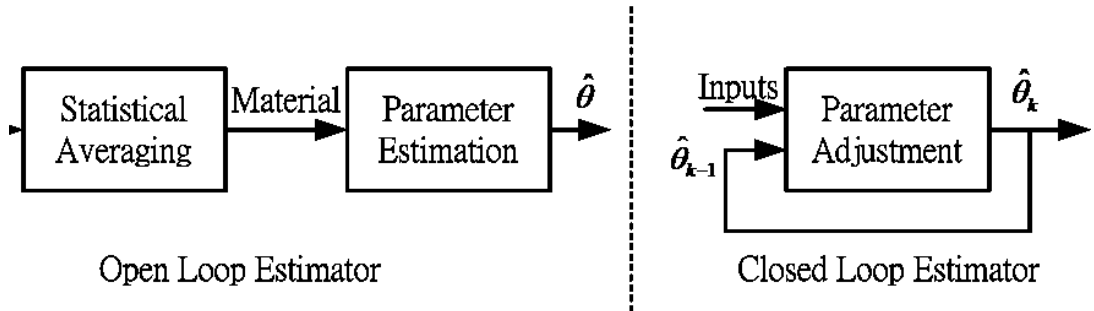 Statistical
Averaging
Material
Parameter
Estimation
θ̂
Open Loop Estimator
Inputs
θ̂ₖ₋₁
Parameter
Adjustment
θ̂ₖ
Closed Loop Estimator